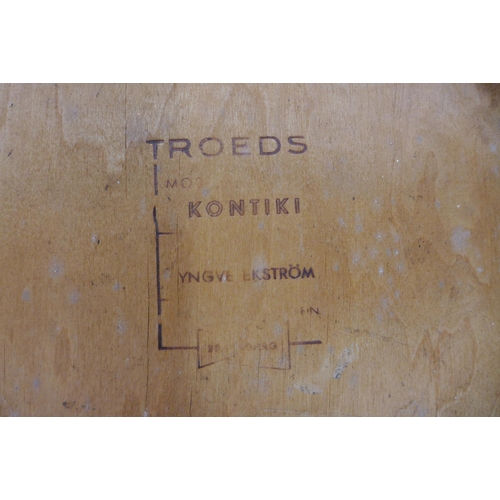 TROEDS
MO
KONTIKI
YNGVE EKSTRÖM
HN